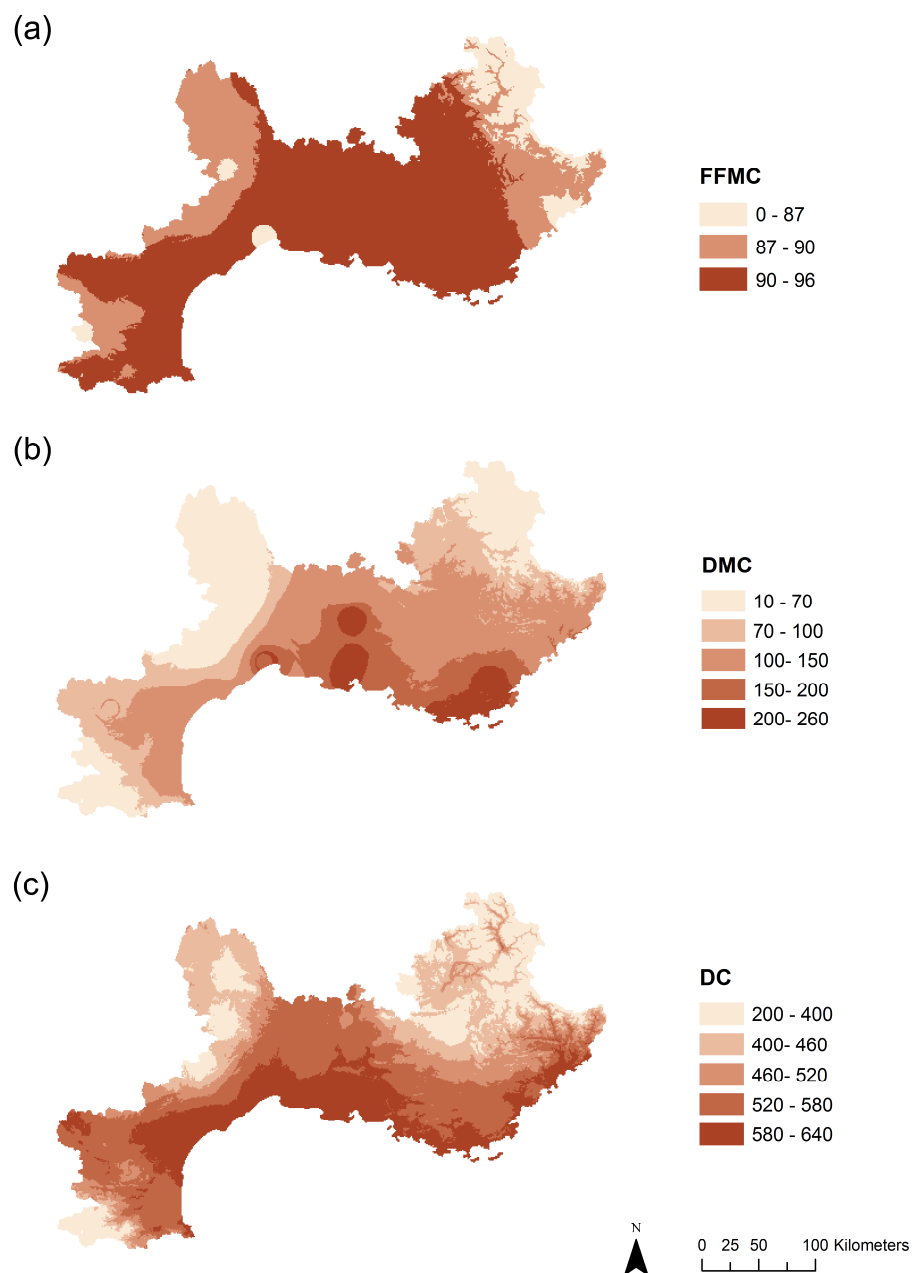 (a)
FFMC
0 - 87
87 - 90
90 - 96
(b)
DMC
10 - 70
70 - 100
100- 150
150- 200
200- 260
(c)
DC
200 - 400
400- 460
460- 520
520 - 580
580 - 640
N
0 25 50 100 Kilometers